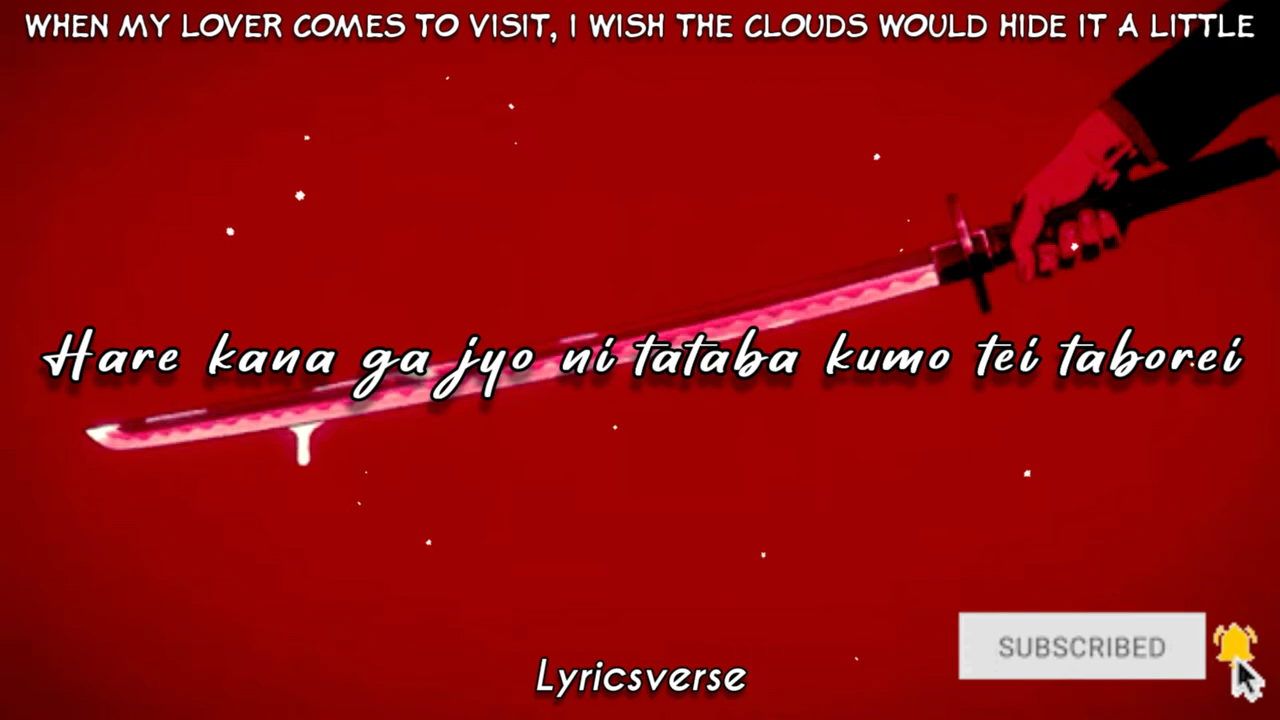 WHEN MY LOVER COMES TO VISIT, I WISH THE CLOUDS WOULD HIDE IT A LITTLE
Hare kana ga jyo ni tataba kumo tei taborei
SUBSCRIBED
Lyricsverse